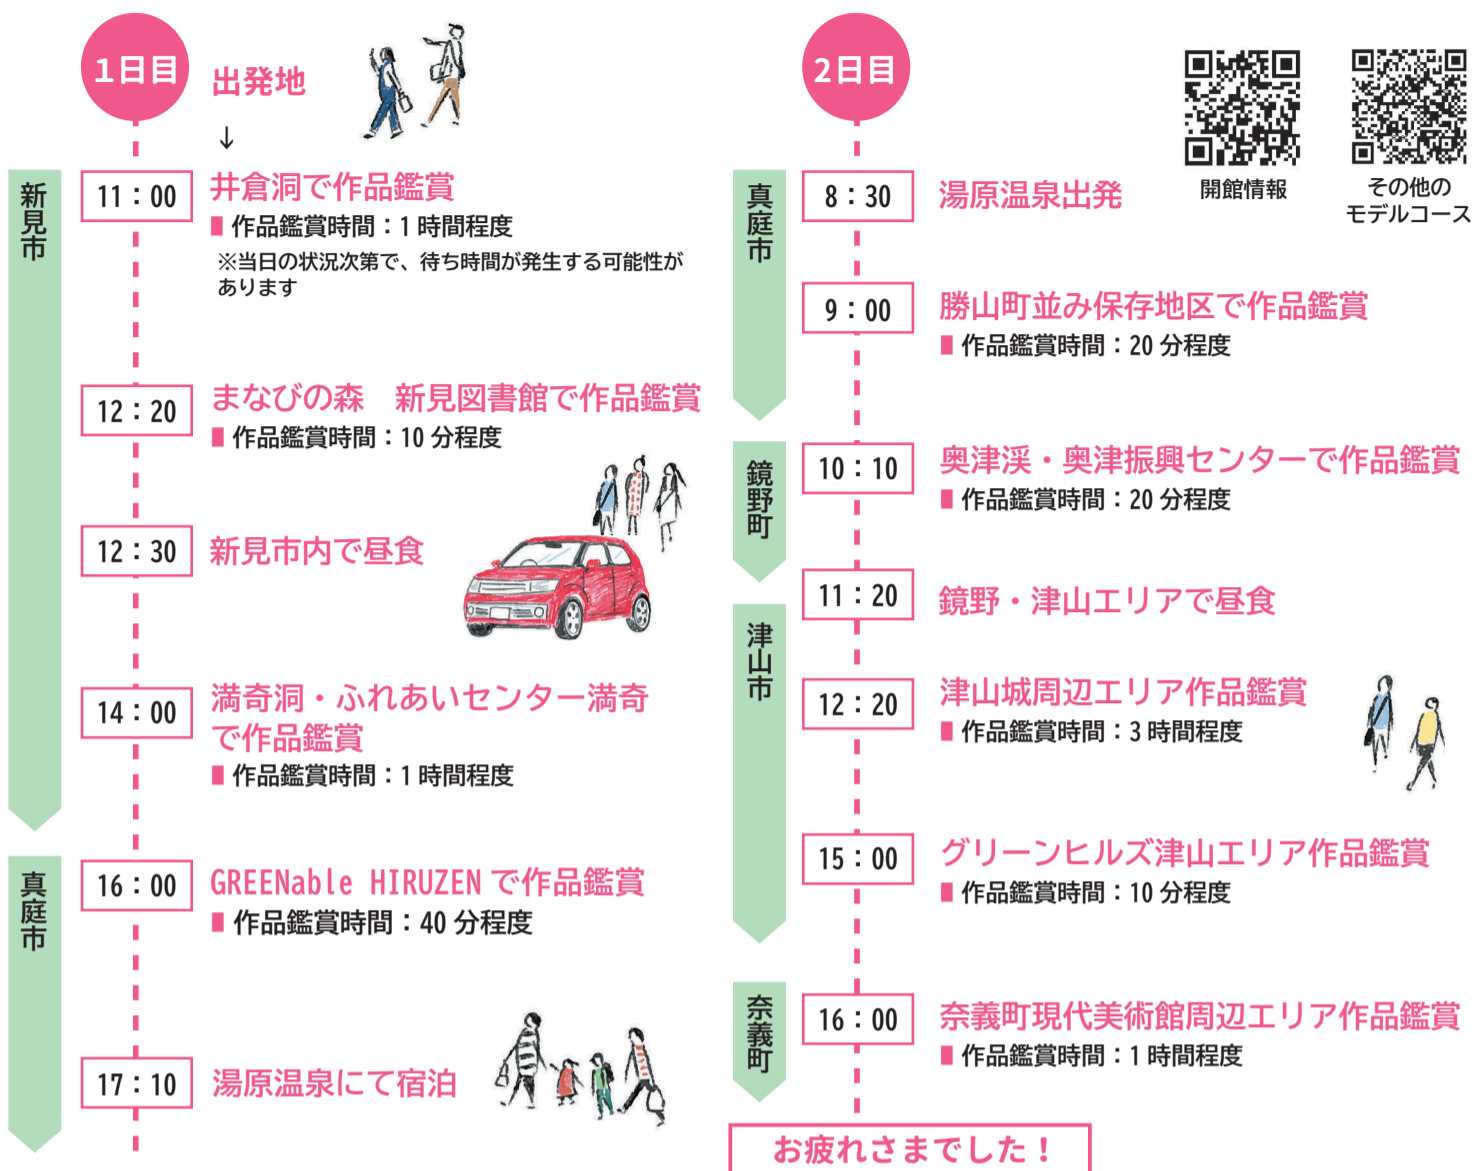 1日目
出発地
↓
新見市
11：00
井倉洞で作品鑑賞
■ 作品鑑賞時間：1時間程度
※当日の状況次第で、待ち時間が発生する可能性が
あります
12：20
まなびの森　新見図書館で作品鑑賞
■ 作品鑑賞時間：10分程度
12：30
新見市内で昼食
14：00
満奇洞・ふれあいセンター満奇
で作品鑑賞
■ 作品鑑賞時間：1時間程度
真庭市
16：00
GREENable HIRUZENで作品鑑賞
■ 作品鑑賞時間：40分程度
17：10
湯原温泉にて宿泊
2日目
開館情報
その他の
モデルコース
真庭市
8：30
湯原温泉出発
9：00
勝山町並み保存地区で作品鑑賞
■ 作品鑑賞時間：20分程度
鏡野町
10：10
奥津渓・奥津振興センターで作品鑑賞
■ 作品鑑賞時間：20分程度
11：20
鏡野・津山エリアで昼食
津山市
12：20
津山城周辺エリア作品鑑賞
■ 作品鑑賞時間：3時間程度
15：00
グリーンヒルズ津山エリア作品鑑賞
■ 作品鑑賞時間：10分程度
奈義町
16：00
奈義町現代美術館周辺エリア作品鑑賞
■ 作品鑑賞時間：1時間程度
お疲れさまでした！